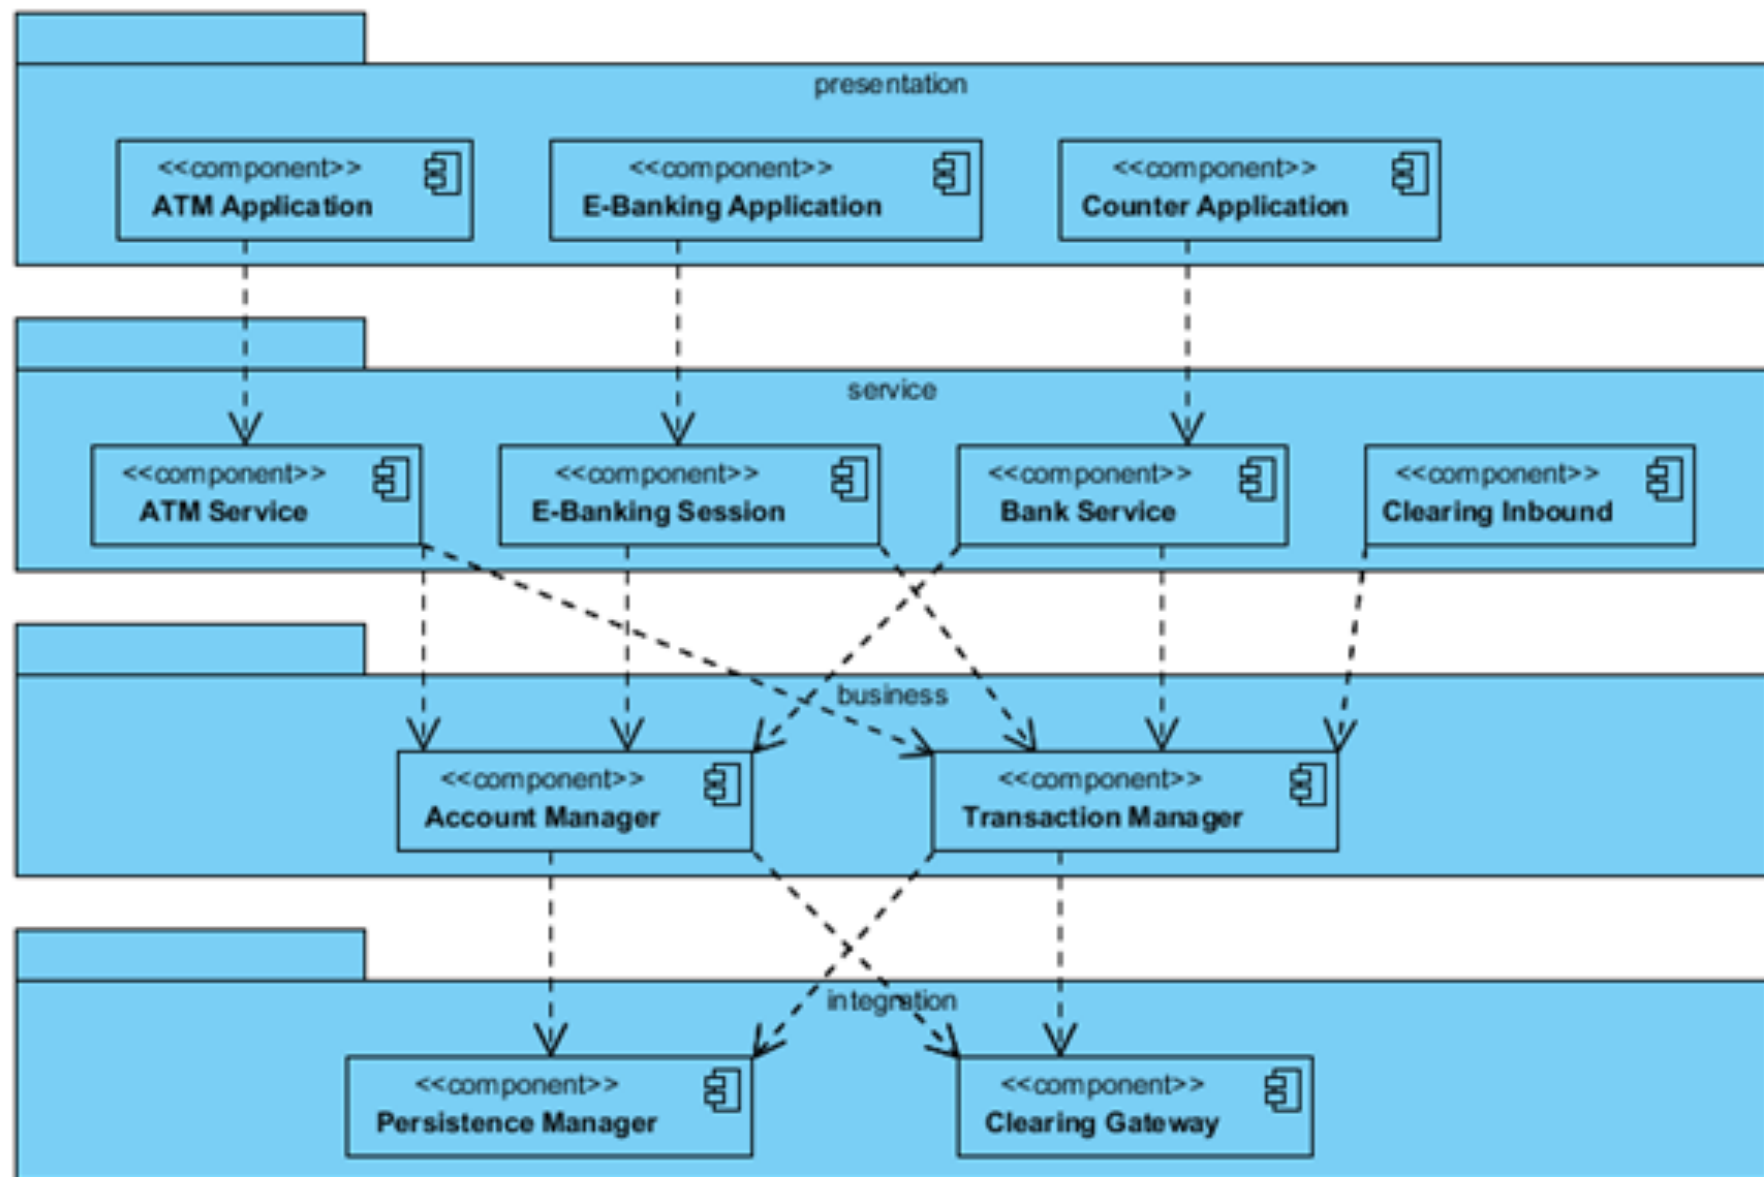 presentation
<<component>>
ATM Application
<<component>>
E-Banking Application
<<component>>
Counter Application
service
<<component>>
ATM Service
<<component>>
E-Banking Session
<<component>>
Bank Service
<<component>>
Clearing Inbound
business
<<component>>
Account Manager
<<component>>
Transaction Manager
integration
<<component>>
Persistence Manager
<<component>>
Clearing Gateway